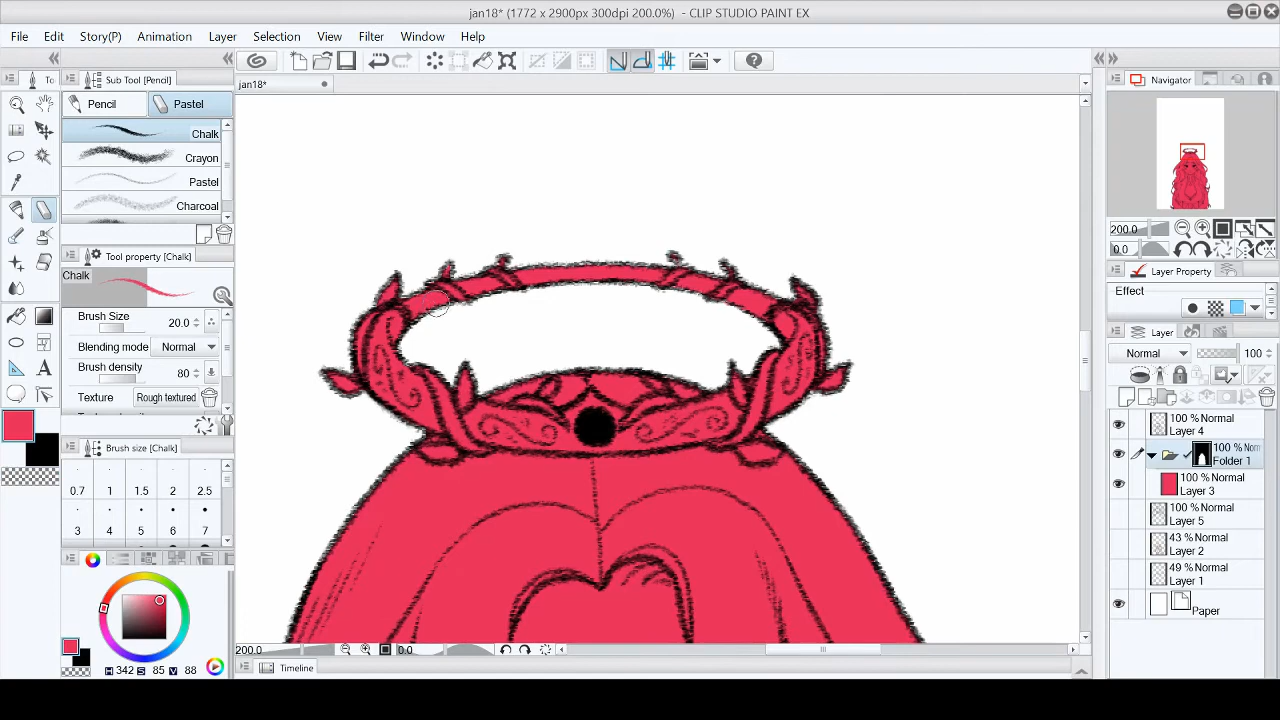 jan18* (1772 x 2900px 300dpi 200.0%) - CLIP STUDIO PAINT EX
File Edit Story(P) Animation Layer Selection View Filter Window Help
To Sub Tool [Pencil]
Navigator
jan18*
Pencil Pastel
Chalk
Crayon
Pastel
Charcoal
Tool property [Chalk]
Chalk
Brush Size 20.0
Blending mode Normal
Brush density 80
Texture Rough textured
Brush size [Chalk]
0.7 1 1.5 2 2.5
3 4 5 6 7
H 342 S 85 V 88
200.0 0.0
Timeline
200.0
0.0
Layer Property
Effect
Layer
Normal 100
100 % Normal
Layer 4
100 % Nor
Folder 1
100 % Normal
Layer 3
100 % Normal
Layer 5
43 % Normal
Layer 2
49 % Normal
Layer 1
Paper